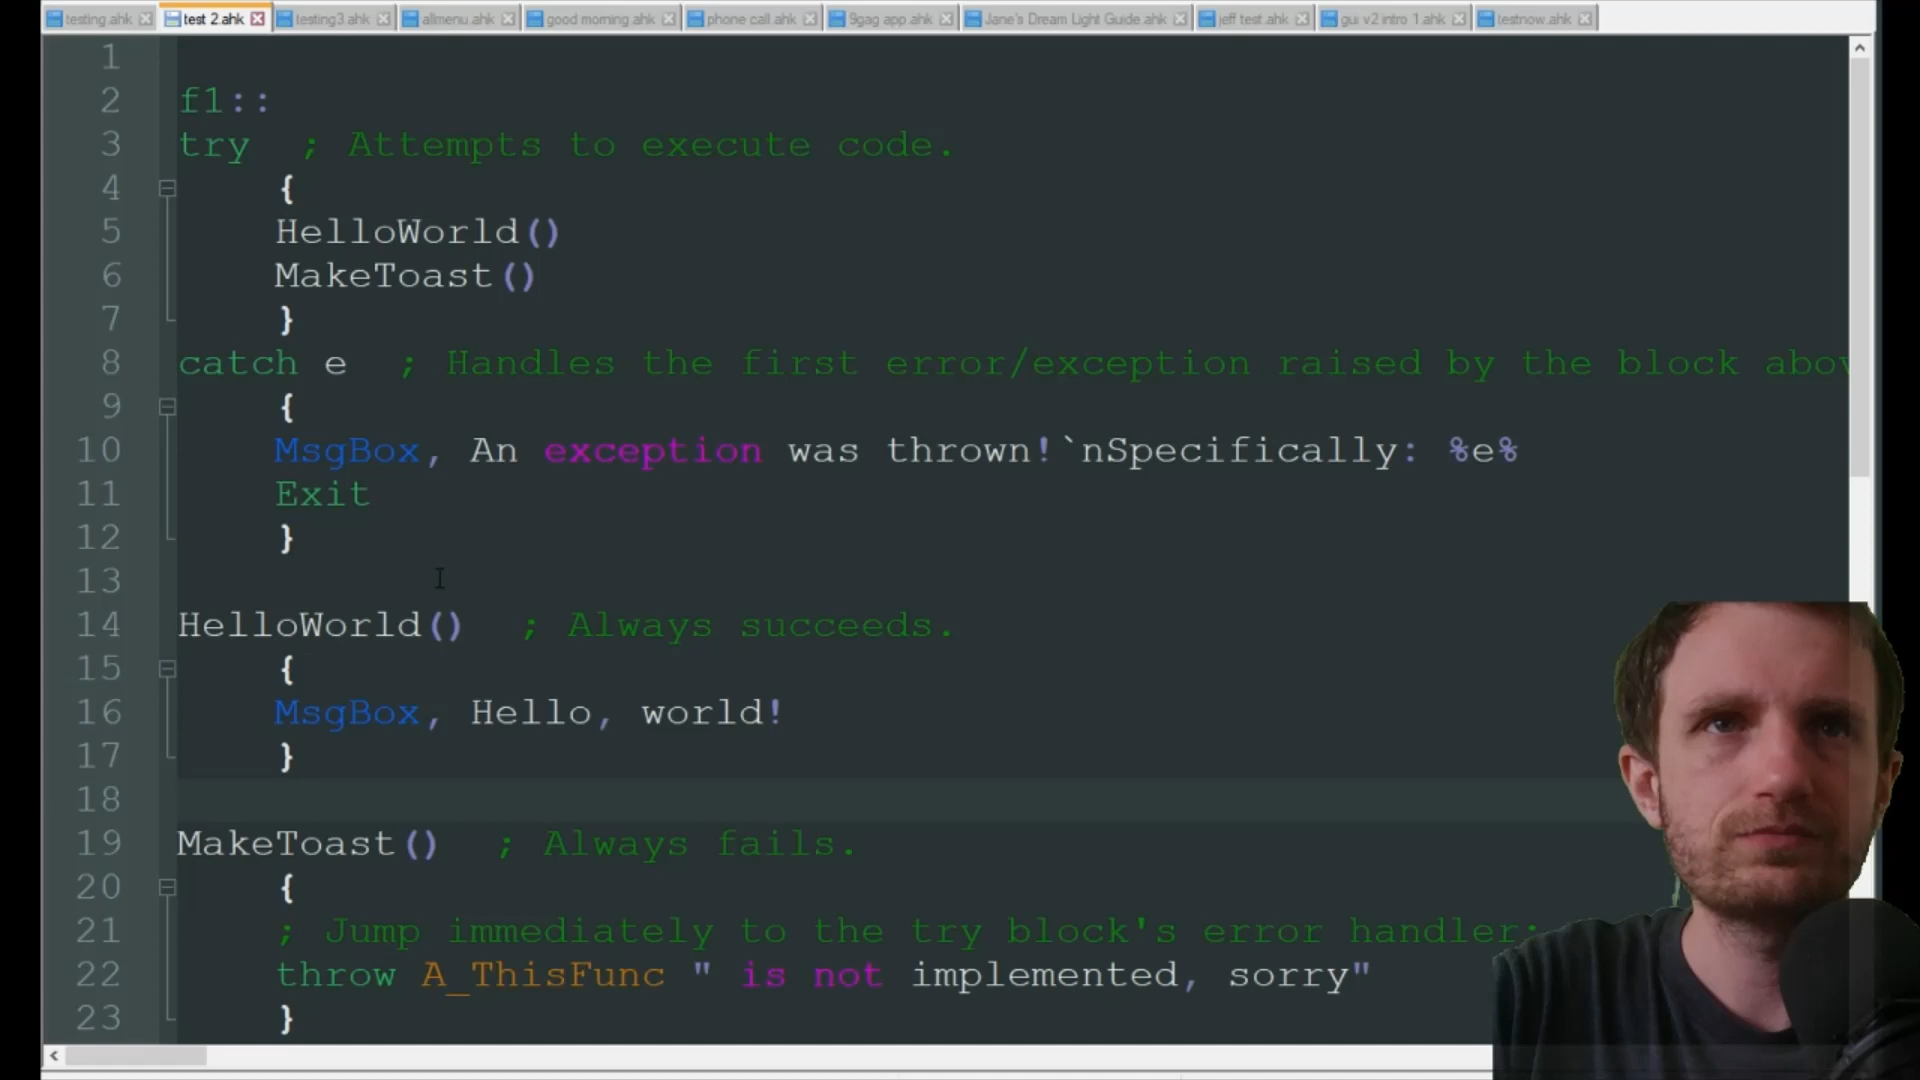 testing.ahk test 2.ahk testing3.ahk allmenu.ahk good morning.ahk phone call.ahk 9gag app.ahk Jane's Dream Light Guide.ahk jeff test.ahk gui v2 intro 1.ahk testnow.ahk
1
2 f1::
3 try ; Attempts to execute code.
4 {
5 HelloWorld()
6 MakeToast()
7 }
8 catch e ; Handles the first error/exception raised by the block abov
9 {
10 MsgBox, An exception was thrown!`nSpecifically: %e%
11 Exit
12 }
13
14 HelloWorld() ; Always succeeds.
15 {
16 MsgBox, Hello, world!
17 }
18
19 MakeToast() ; Always fails.
20 {
21 ; Jump immediately to the try block's error handler:
22 throw A_ThisFunc " is not implemented, sorry"
23 }